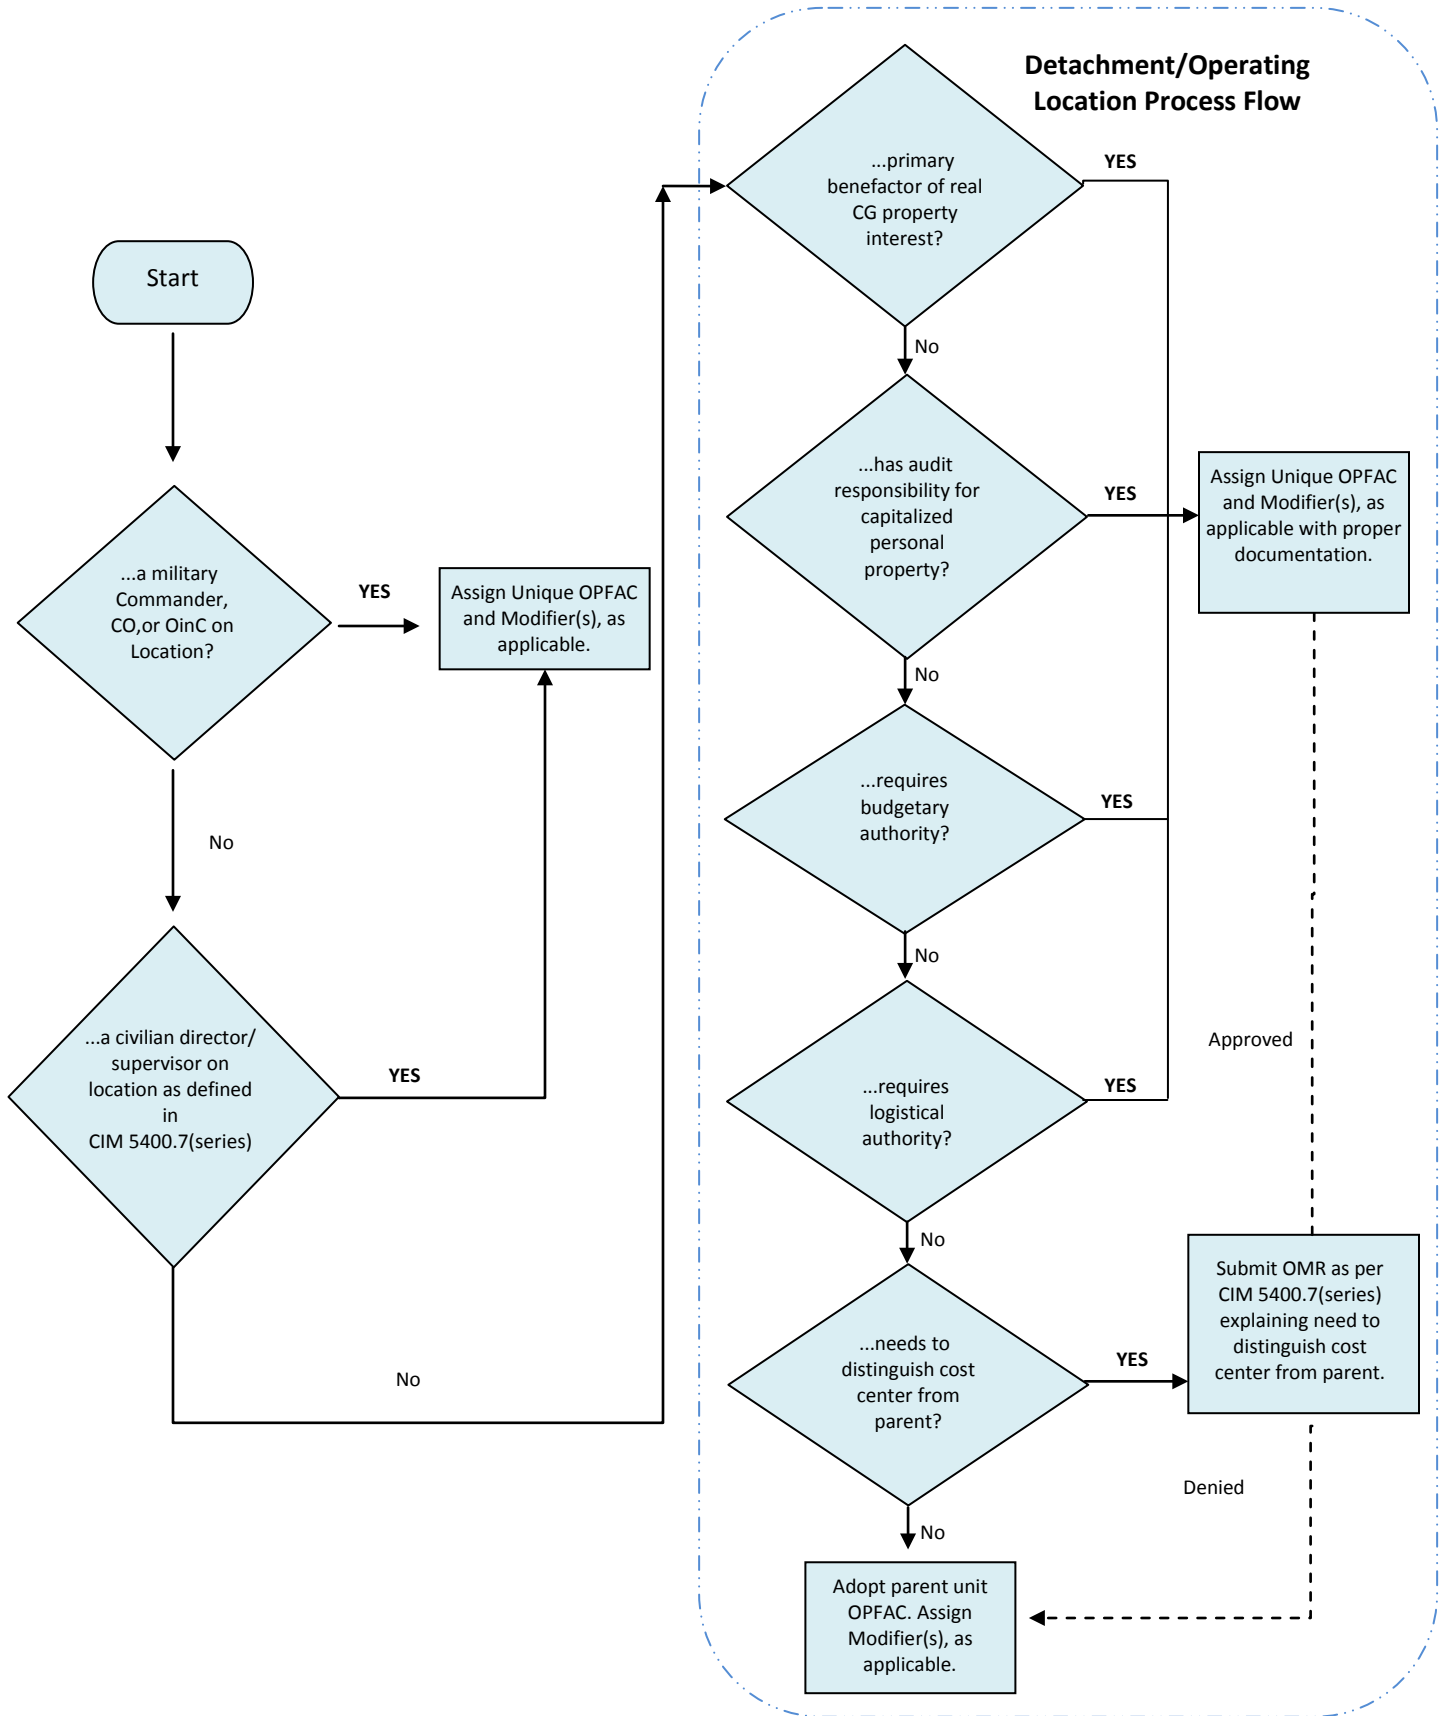 Detachment/Operating
Location Process Flow
Start
...a military
Commander,
CO,or OinC on
Location?
YES
Assign Unique OPFAC
and Modifier(s), as
applicable.
No
...a civilian director/
supervisor on
location as defined
in
CIM 5400.7(series)
YES
No
...primary
benefactor of real
CG property
interest?
YES
No
...has audit
responsibility for
capitalized
personal
property?
YES
Assign Unique OPFAC
and Modifier(s), as
applicable with proper
documentation.
No
...requires
budgetary
authority?
YES
No
...requires
logistical
authority?
YES
Approved
No
...needs to
distinguish cost
center from
parent?
YES
Submit OMR as per
CIM 5400.7(series)
explaining need to
distinguish cost
center from parent.
Denied
No
Adopt parent unit
OPFAC. Assign
Modifier(s), as
applicable.